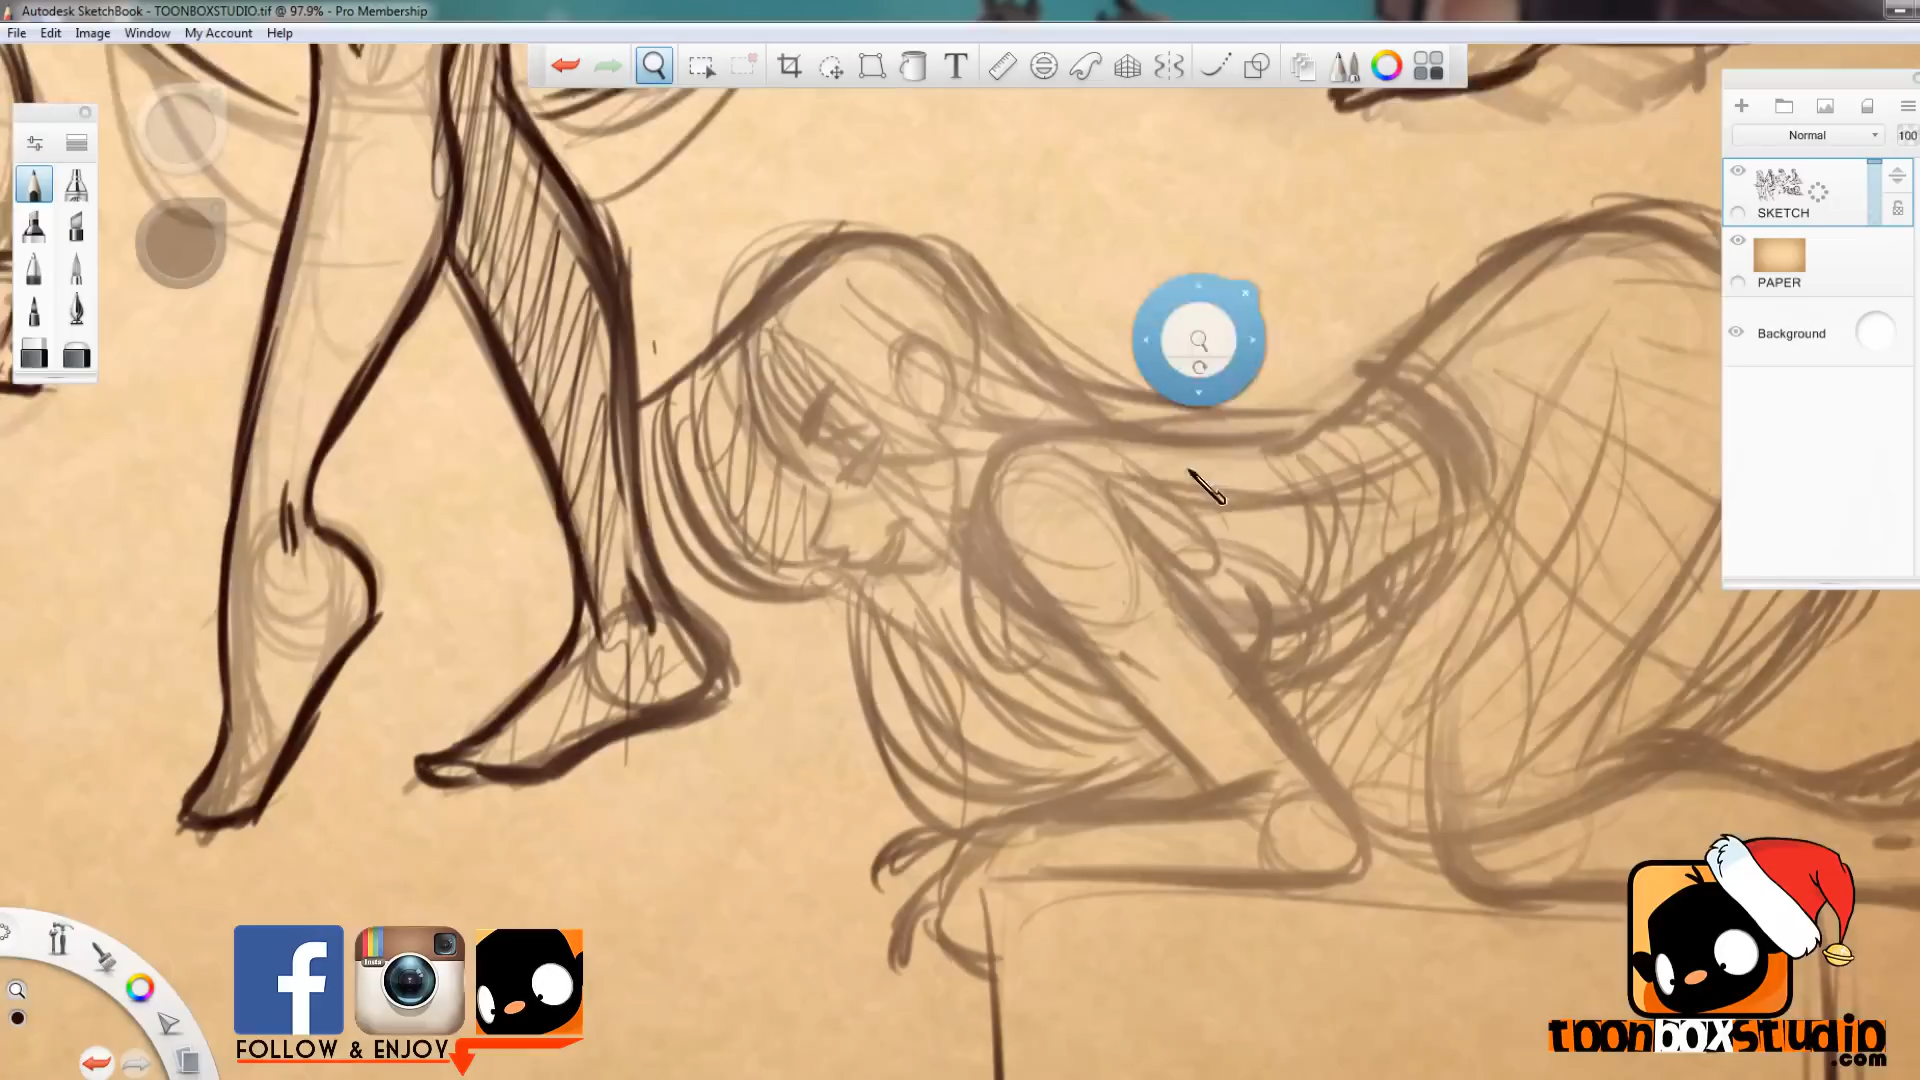 Autodesk SketchBook - TOONBOXSTUDIO.tif @ 97.9% - Pro Membership
File Edit Image Window My Account Help
T
Normal 100
SKETCH
PAPER
Background
f
Insta
FOLLOW & ENJOY
toonboxstudio
.com